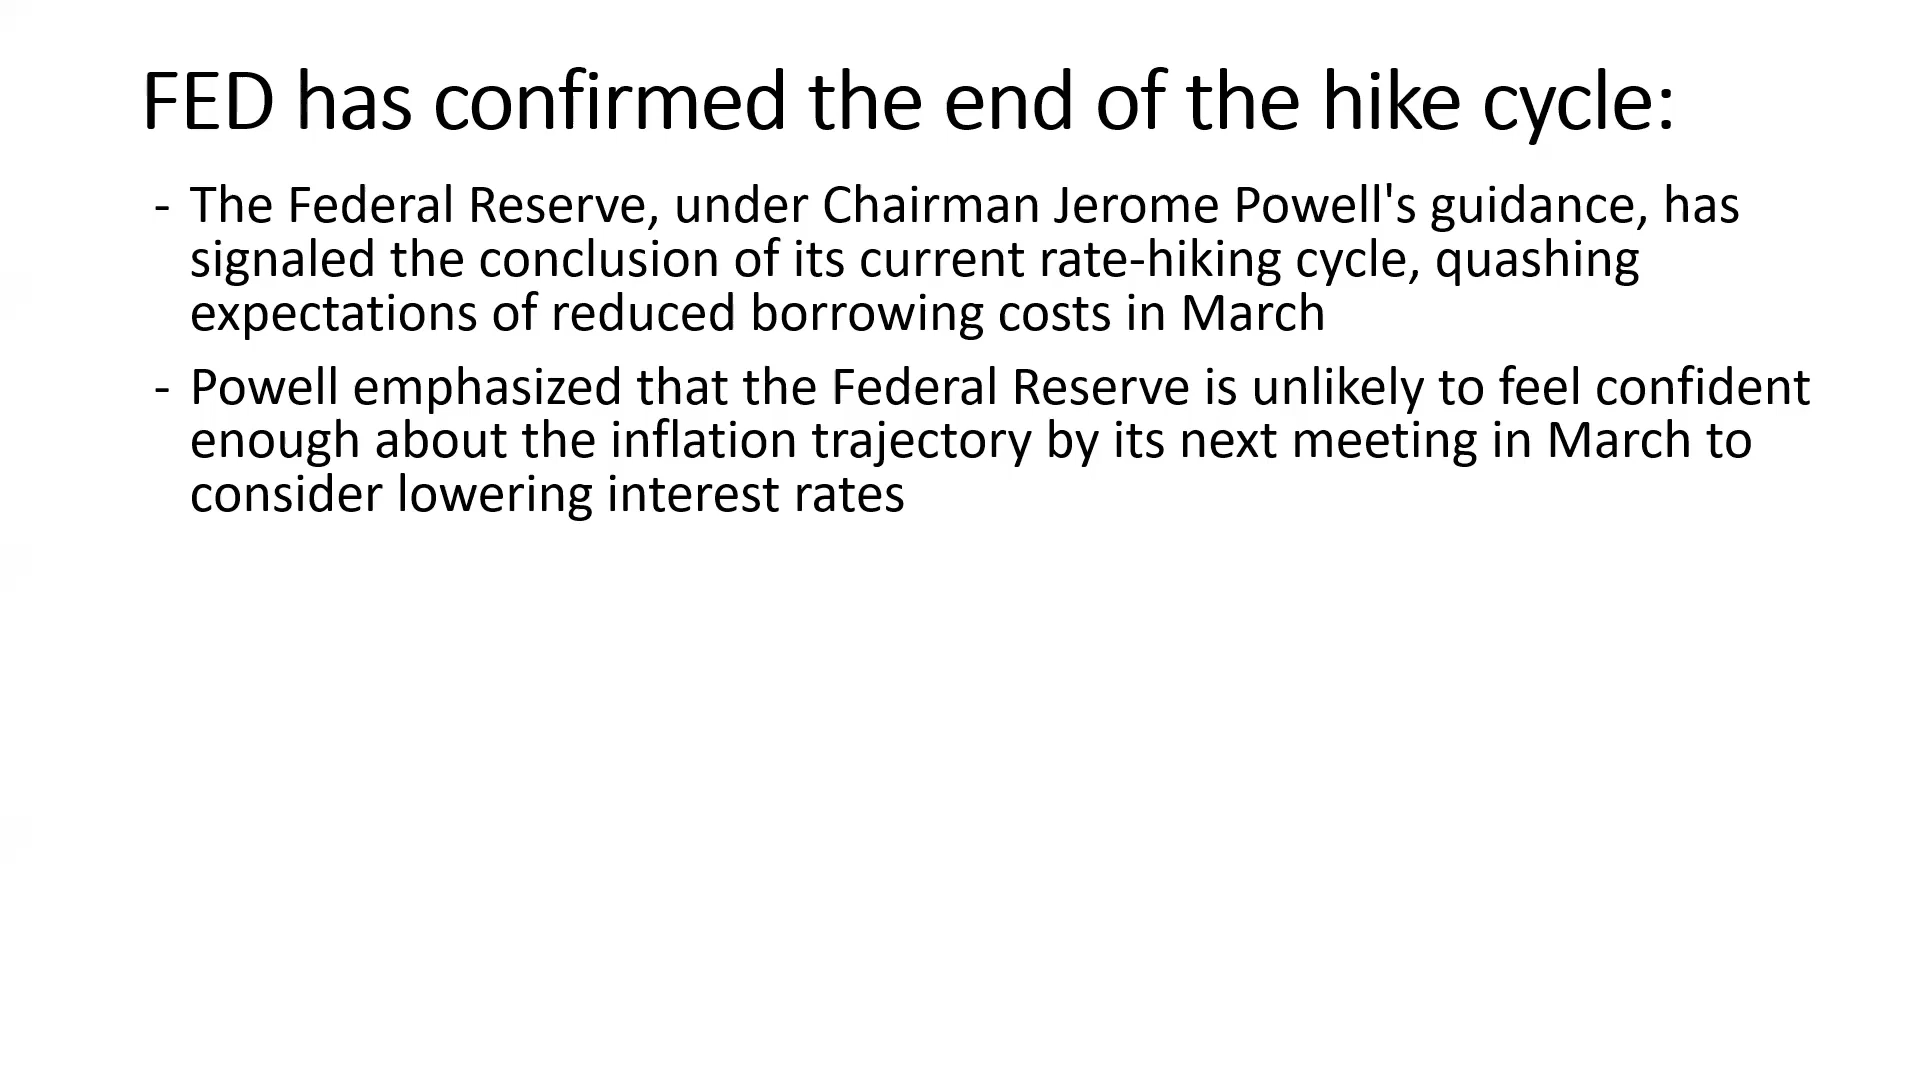 FED has confirmed the end of the hike cycle:
- The Federal Reserve, under Chairman Jerome Powell's guidance, has
signaled the conclusion of its current rate-hiking cycle, quashing
expectations of reduced borrowing costs in March
- Powell emphasized that the Federal Reserve is unlikely to feel confident
enough about the inflation trajectory by its next meeting in March to
consider lowering interest rates